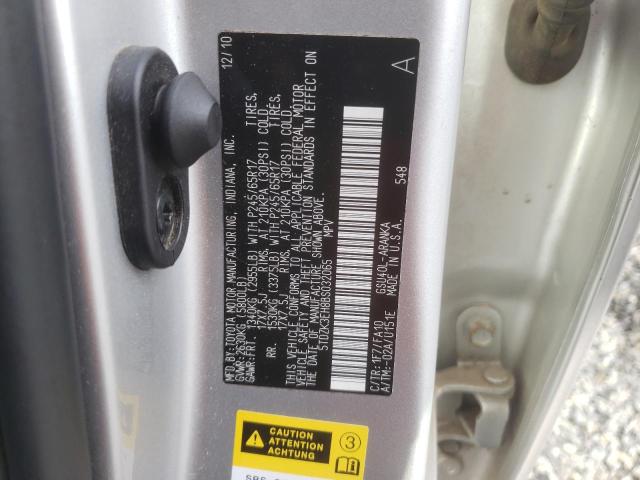 12/10
MFD.BY: TOYOTA MOTOR MANUFACTURING, INDIANA, INC.
GVWR: 2630KG (5800LB)
GAWR: FRT. 1340KG (2955LB) WITH P245/65R17 TIRES,
17X7.5J RIMS, AT 210KPA (30PSI) COLD.
RR. 1530KG (3375LB) WITH P245/65R17 TIRES,
17X7.5J RIMS, AT 210KPA (30PSI) COLD.
THIS VEHICLE CONFORMS TO ALL APPLICABLE FEDERAL MOTOR
VEHICLE SAFETY AND THEFT PREVENTION STANDARDS IN EFFECT ON
THE DATE OF MANUFACTURE SHOWN ABOVE.
5TDZK3EH8BS032065 MPV
A
C/TR: 1F7/FA10 GSU40L-ARANKA 548
A/TM: -02A/U151E MADE IN U.S.A.
CAUTION
ATTENTION
ACHTUNG
3